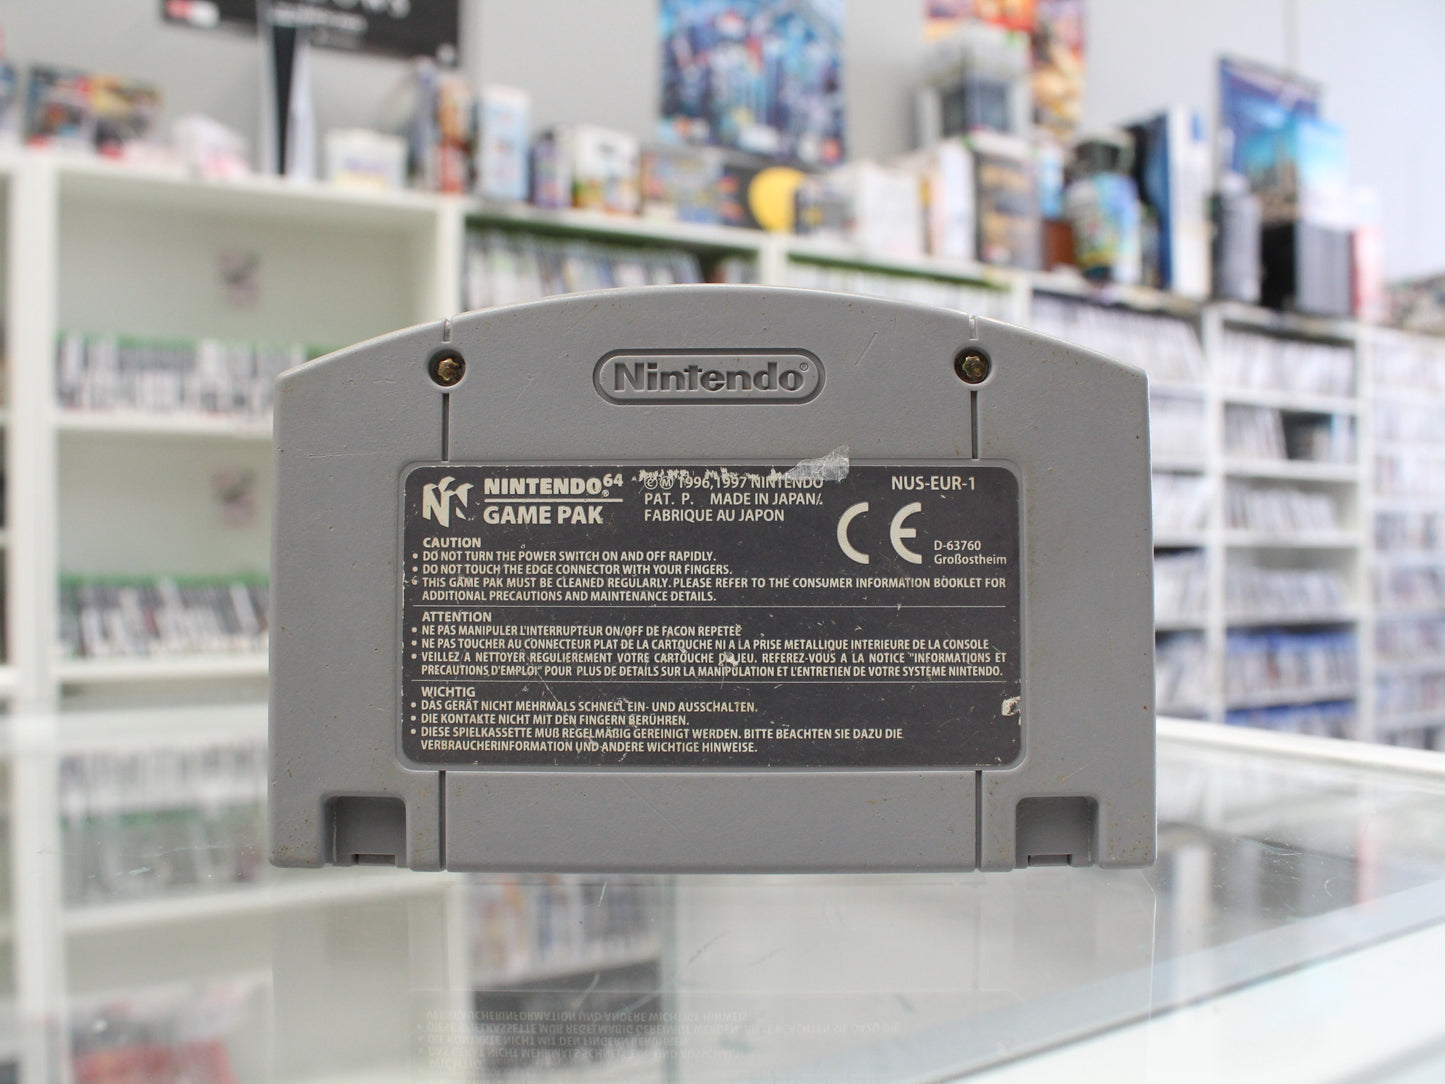 Nintendo®
NINTENDO64®
GAME PAK
©Ⓜ 1996,1997 NINTENDO
PAT. P. MADE IN JAPAN/
FABRIQUE AU JAPON
NUS-EUR-1
CE
D-63760
Großostheim
CAUTION
• DO NOT TURN THE POWER SWITCH ON AND OFF RAPIDLY.
• DO NOT TOUCH THE EDGE CONNECTOR WITH YOUR FINGERS.
• THIS GAME PAK MUST BE CLEANED REGULARLY. PLEASE REFER TO THE CONSUMER INFORMATION BOOKLET FOR
ADDITIONAL PRECAUTIONS AND MAINTENANCE DETAILS.
ATTENTION
• NE PAS MANIPULER L'INTERRUPTEUR ON/OFF DE FACON REPETEE
• NE PAS TOUCHER AU CONNECTEUR PLAT DE LA CARTOUCHE NI A LA PRISE METALLIQUE INTERIEURE DE LA CONSOLE
• VEILLEZ A NETTOYER REGULIEREMENT VOTRE CARTOUCHE DE JEU. REFEREZ-VOUS A LA NOTICE "INFORMATIONS ET
PRECAUTIONS D'EMPLOI" POUR PLUS DE DETAILS SUR LA MANIPULATION ET L'ENTRETIEN DE VOTRE SYSTEME NINTENDO.
WICHTIG
• DAS GERÄT NICHT MEHRMALS SCHNELL EIN- UND AUSSCHALTEN.
• DIE KONTAKTE NICHT MIT DEN FINGERN BERÜHREN.
• DIESE SPIELKASSETTE MUß REGELMÄßIG GEREINIGT WERDEN. BITTE BEACHTEN SIE DAZU DIE
VERBRAUCHERINFORMATION UND ANDERE WICHTIGE HINWEISE.